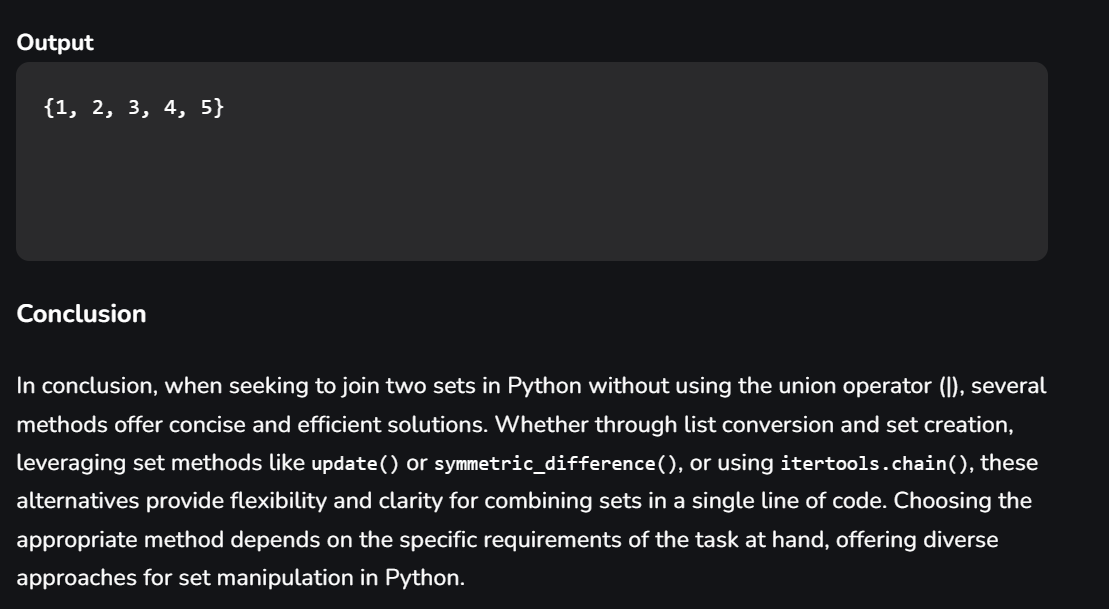 Output
{1, 2, 3, 4, 5}
Conclusion
In conclusion, when seeking to join two sets in Python without using the union operator (|), several
methods offer concise and efficient solutions. Whether through list conversion and set creation,
leveraging set methods like update() or symmetric_difference(), or using itertools.chain(), these
alternatives provide flexibility and clarity for combining sets in a single line of code. Choosing the
appropriate method depends on the specific requirements of the task at hand, offering diverse
approaches for set manipulation in Python.